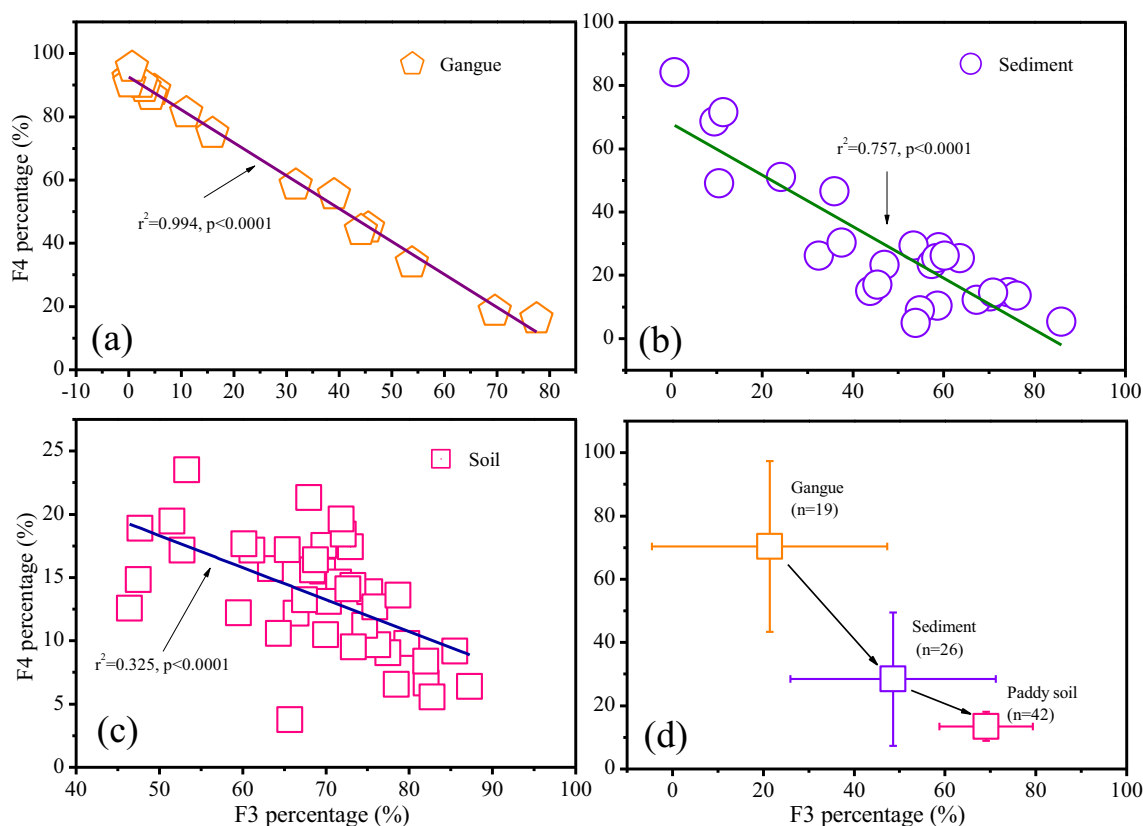 (a)
Gangue
r²=0.994, p<0.0001
F4 percentage (%)
100
80
60
40
20
0
-10 0 10 20 30 40 50 60 70 80
(b)
Sediment
r²=0.757, p<0.0001
80
60
40
20
0
0 20 40 60 80 100
(c)
Soil
r²=0.325, p<0.0001
F4 percentage (%)
25
20
15
10
5
0
40 50 60 70 80 90 100
F3 percentage (%)
(d)
Gangue
(n=19)
Sediment
(n=26)
Paddy soil
(n=42)
100
80
60
40
20
0
0 20 40 60 80 100
F3 percentage (%)